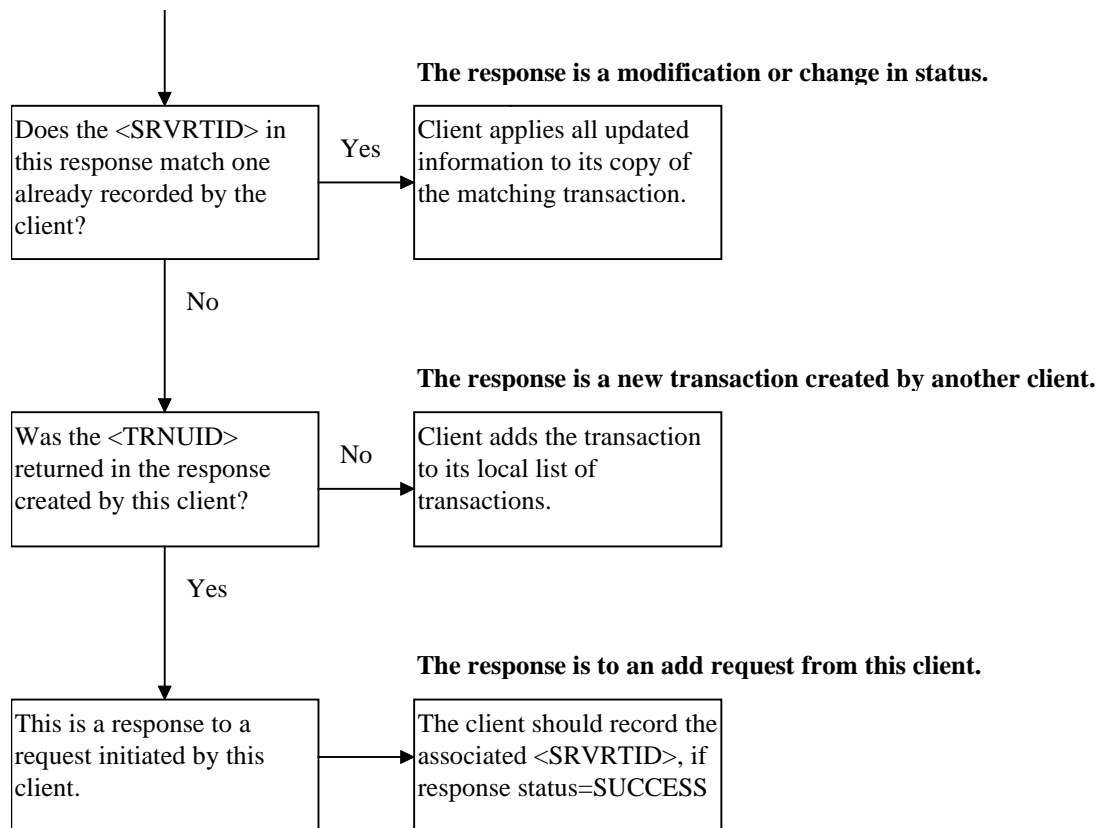 The response is a modification or change in status.
Does the <SRVRTID> in
this response match one
already recorded by the
client?
Yes
Client applies all updated
information to its copy of
the matching transaction.
No
The response is a new transaction created by another client.
Was the <TRNUID>
returned in the response
created by this client?
No
Client adds the transaction
to its local list of
transactions.
Yes
The response is to an add request from this client.
This is a response to a
request initiated by this
client.
The client should record the
associated <SRVRTID>, if
response status=SUCCESS